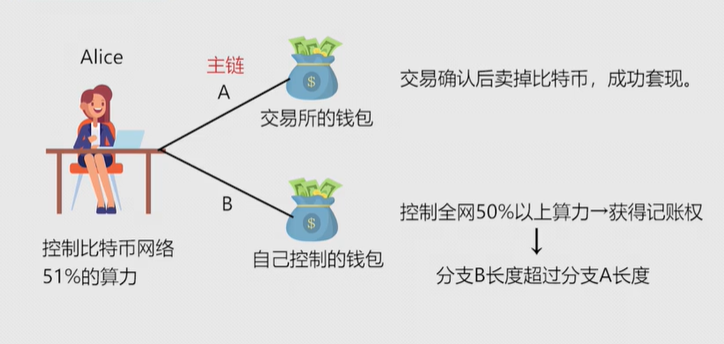 Alice
主链
A
$
交易所的钱包
交易确认后卖掉比特币，成功套现。
B
$
自己控制的钱包
控制全网50%以上算力→获得记账权
↓
分支B长度超过分支A长度
控制比特币网络
51%的算力